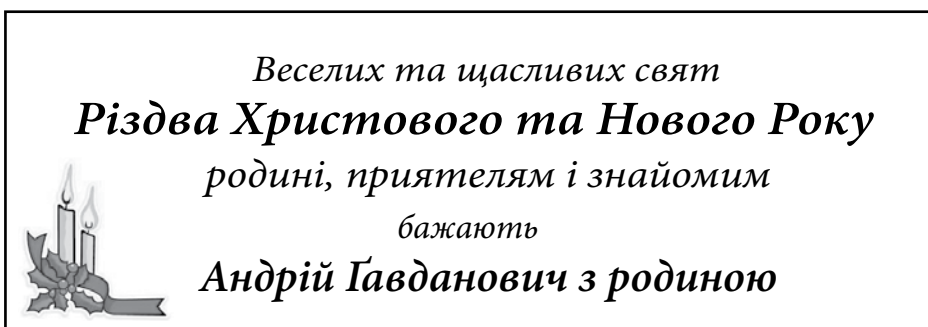 Веселих та щасливих свят
Різдва Христового та Нового Року
родині, приятелям і знайомим
бажають
Андрій Ґавданович з родиною